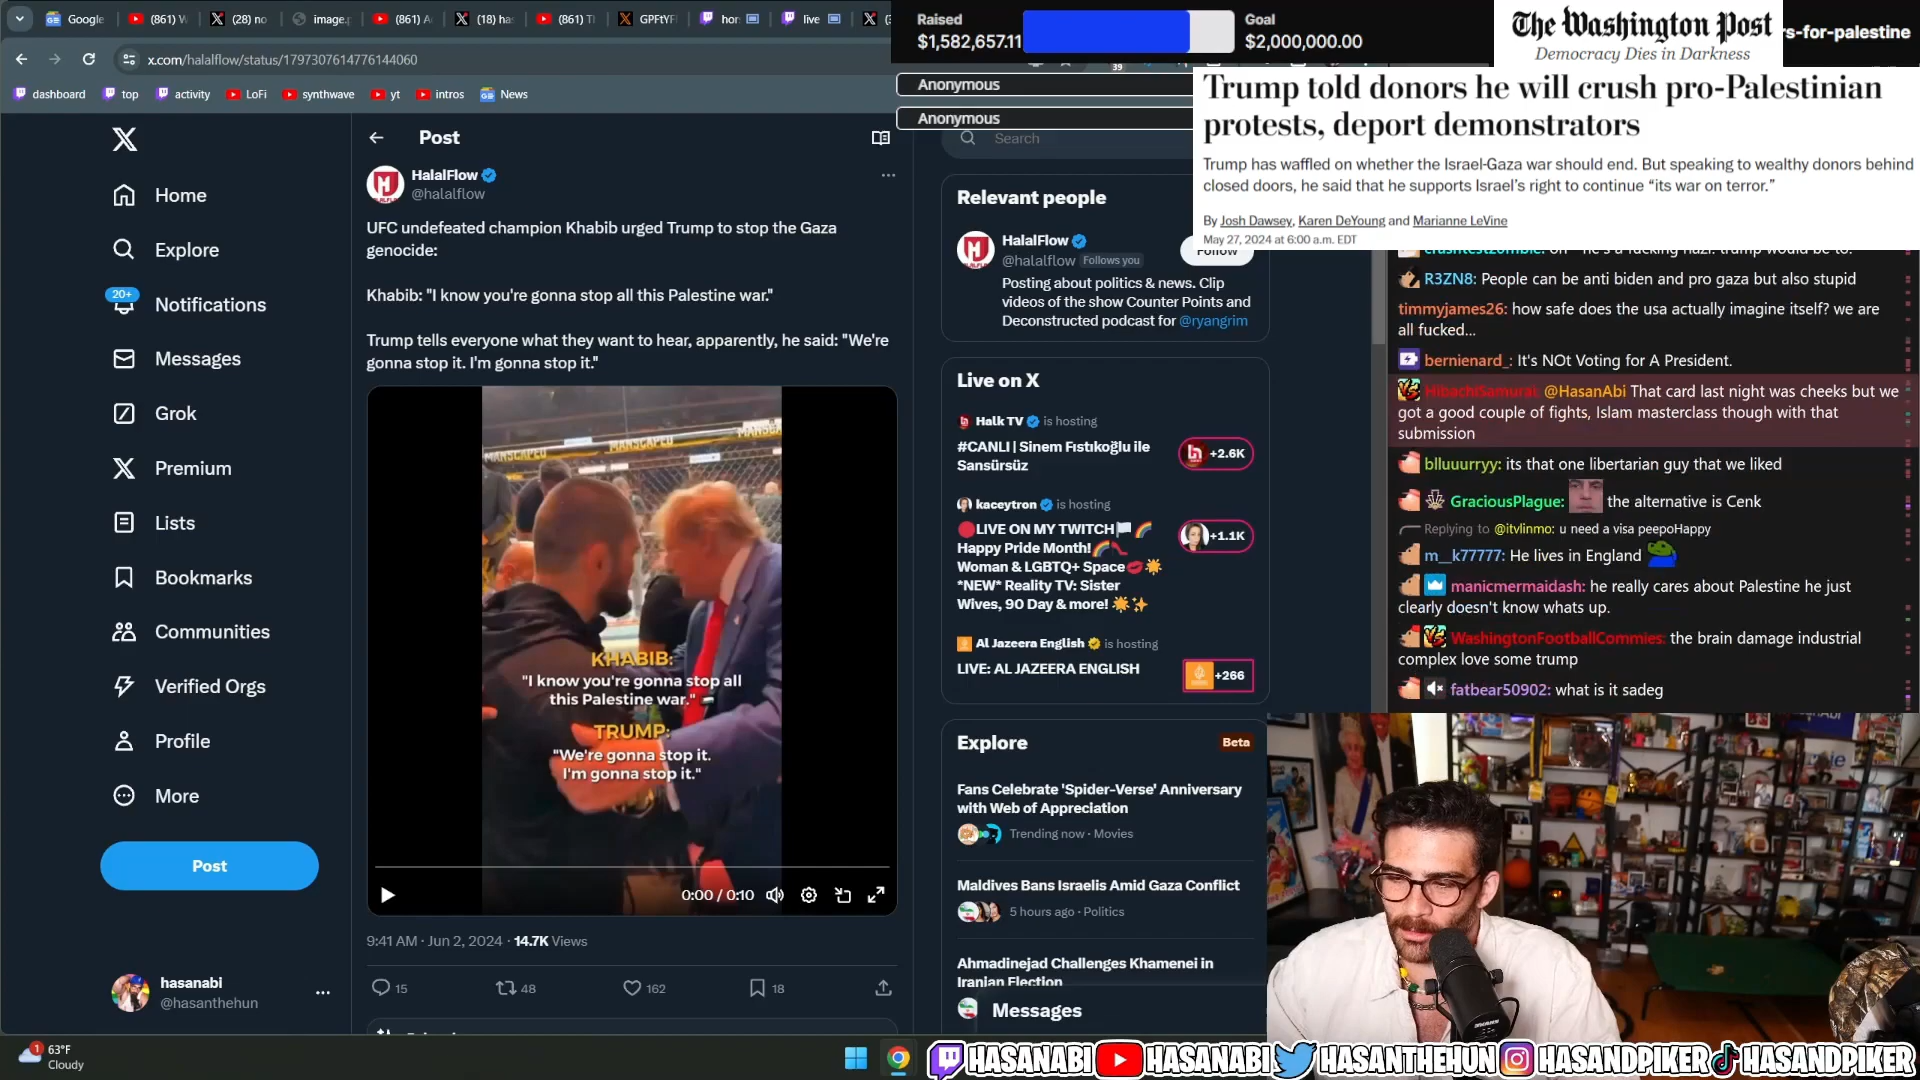 Google
(861) W
(28) no
image.
(861) A
(18) ha
(861) Tl
GPFtYF
hor
live
x.com/halalflow/status/1797307614776144060
dashboard
top
activity
LoFi
synthwave
yt
intros
News
Raised
$1,582,657.11
Goal
$2,000,000.00
s-for-palestine
39
Anonymous
Anonymous
The Washington Post
Democracy Dies in Darkness
Trump told donors he will crush pro-Palestinian
protests, deport demonstrators
Trump has waffled on whether the Israel-Gaza war should end. But speaking to wealthy donors behind
closed doors, he said that he supports Israel's right to continue "its war on terror."
By Josh Dawsey, Karen DeYoung and Marianne LeVine
May 27, 2024 at 6:00 a.m. EDT
Home
Explore
20+
Notifications
Messages
Grok
Premium
Lists
Bookmarks
Communities
Verified Orgs
Profile
More
Post
hasanabi
@hasanthehun
Post
HalalFlow
@halalflow
UFC undefeated champion Khabib urged Trump to stop the Gaza
genocide:
Khabib: "I know you're gonna stop all this Palestine war."
Trump tells everyone what they want to hear, apparently, he said: "We're
gonna stop it. I'm gonna stop it."
MANSCAPED
MANSCAPED
KHABIB:
"I know you're gonna stop all
this Palestine war."
TRUMP:
"We're gonna stop it.
I'm gonna stop it."
0:00 / 0:10
9:41 AM · Jun 2, 2024 · 14.7K Views
15
48
162
18
Search
Relevant people
HalalFlow
@halalflow Follows you
Follow
Posting about politics & news. Clip
videos of the show Counter Points and
Deconstructed podcast for @ryangrim
Live on X
Halk TV is hosting
#CANLI | Sinem Fıstıkoğlu ile
Sansürsüz
+2.6K
kaceytron is hosting
LIVE ON MY TWITCH
Happy Pride Month!
Woman & LGBTQ+ Space
*NEW* Reality TV: Sister
Wives, 90 Day & more!
+1.1K
Al Jazeera English is hosting
LIVE: AL JAZEERA ENGLISH
+266
Explore
Beta
Fans Celebrate 'Spider-Verse' Anniversary
with Web of Appreciation
Trending now · Movies
Maldives Bans Israelis Amid Gaza Conflict
5 hours ago · Politics
Ahmadinejad Challenges Khamenei in
Iranian Election
Messages
R3ZN8: People can be anti biden and pro gaza but also stupid
timmyjames26: how safe does the usa actually imagine itself? we are
all fucked...
bernienard_: It's NOt Voting for A President.
HibachiSamurai: @HasanAbi That card last night was cheeks but we
got a good couple of fights, Islam masterclass though with that
submission
blluuurryy: its that one libertarian guy that we liked
GraciousPlague: the alternative is Cenk
Replying to @itvlinmo: u need a visa peepoHappy
m__k77777: He lives in England
manicmermaidash: he really cares about Palestine he just
clearly doesn't know whats up.
WashingtonFootballCommies: the brain damage industrial
complex love some trump
fatbear50902: what is it sadeg
1
63°F
Cloudy
HASANABI
HASANABI
HASANTHEHUN
HASANDPIKER
HASANDPIKER